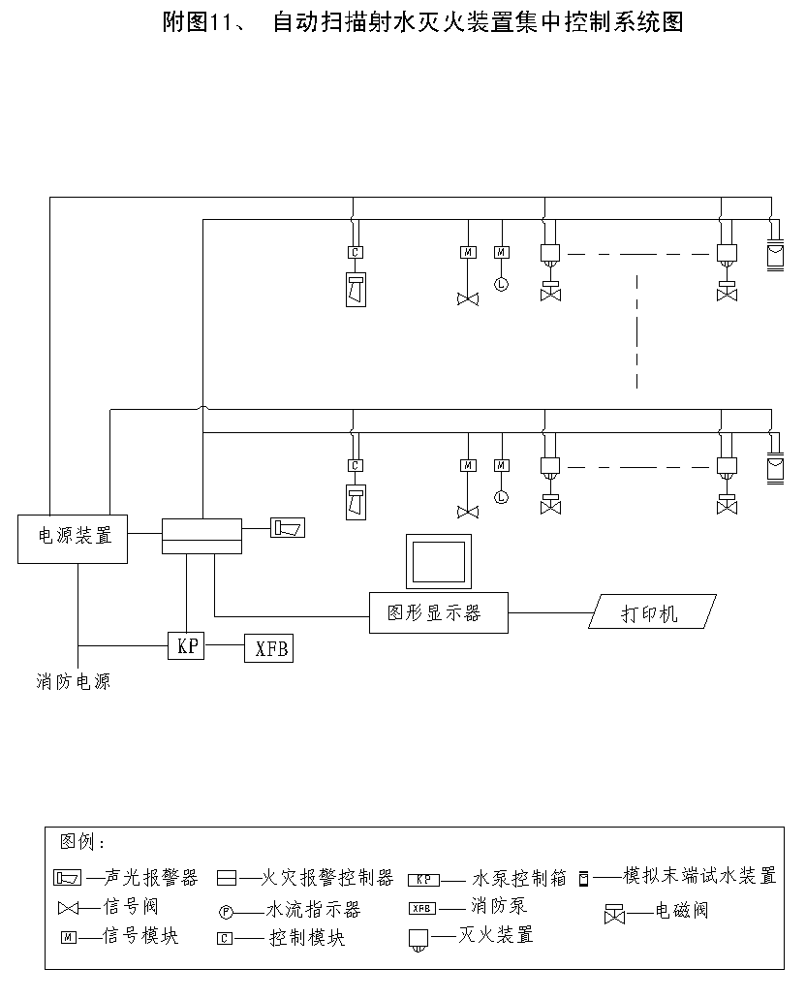 附图11、 自动扫描射水灭火装置集中控制系统图
C M M
L
C M M
L
电源装置
图形显示器 打印机
KP XFB
消防电源
图例：
声光报警器 火灾报警控制器 KP 水泵控制箱 模拟末端试水装置
信号阀 P 水流指示器 XFB 消防泵 电磁阀
M 信号模块 C 控制模块 灭火装置